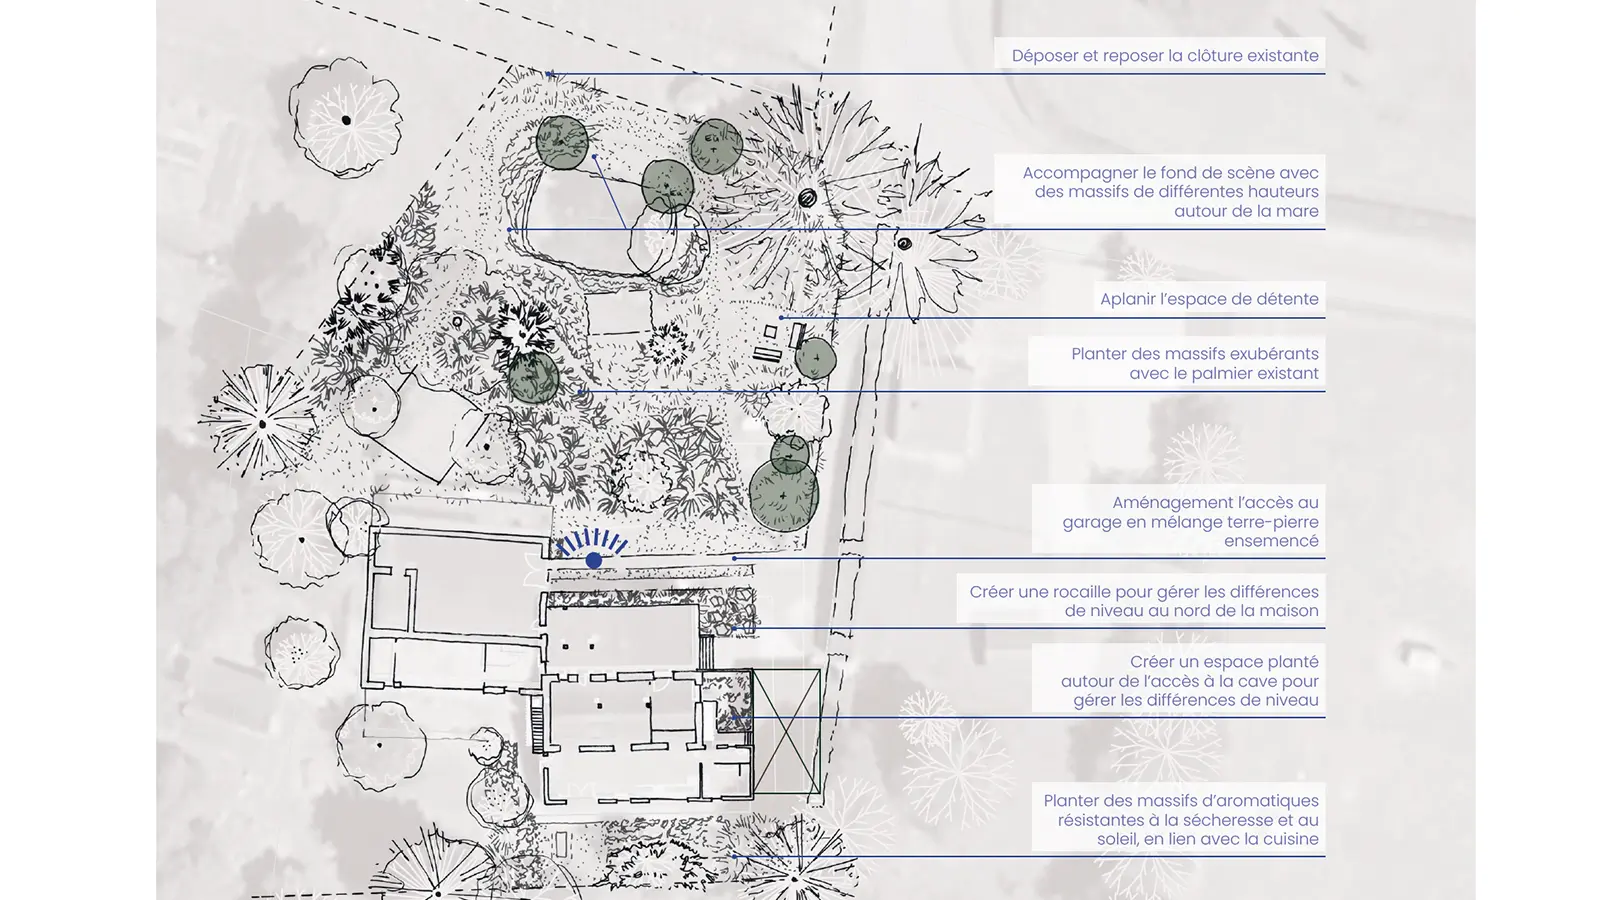 Déposer et reposer la clôture existante
Accompagner le fond de scène avec
des massifs de différentes hauteurs
autour de la mare
Aplanir l'espace de détente
Planter des massifs exubérants
avec le palmier existant
Aménagement l'accès au
garage en mélange terre-pierre
ensemencé
Créer une rocaille pour gérer les différences
de niveau au nord de la maison
Créer un espace planté
autour de l'accès à la cave pour
gérer les différences de niveau
Planter des massifs d'aromatiques
résistantes à la sécheresse et au
soleil, en lien avec la cuisine